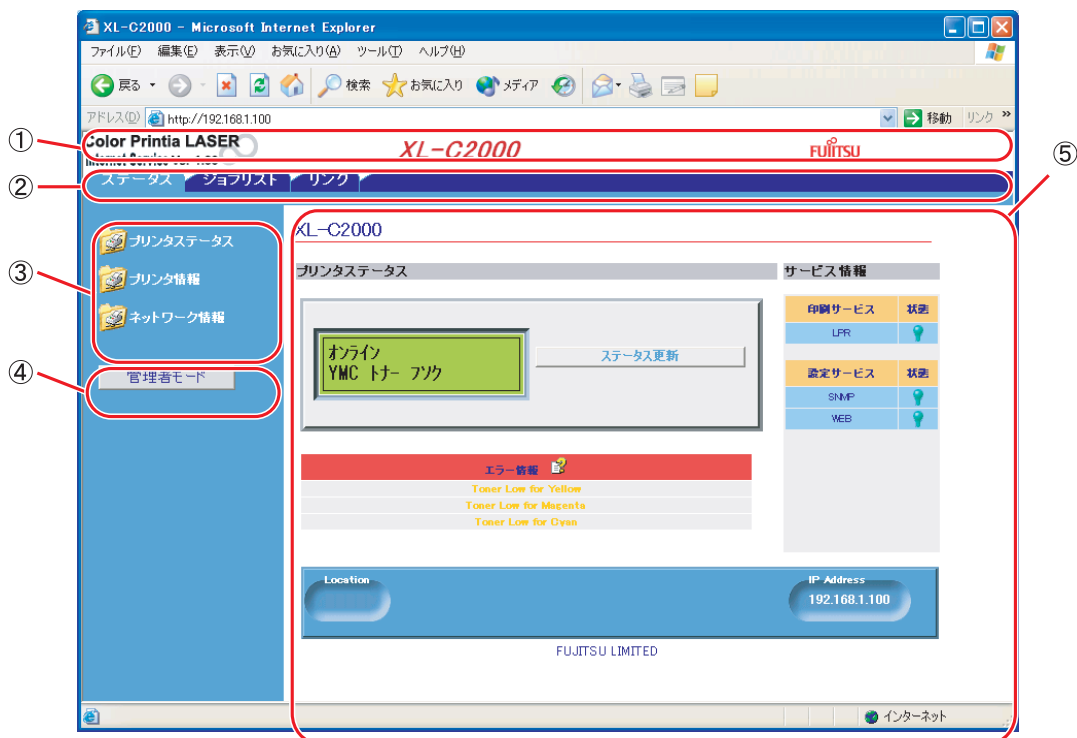 XL-C2000 - Microsoft Internet Explorer
ファイル(F) 編集(E) 表示(V) お気に入り(A) ツール(T) ヘルプ(H)
戻る 検索 お気に入り メディア
アドレス(D) http://192.168.1.100 移動 リンク »
①
Color Printia LASER
XL-C2000
FUJITSU
⑤
②
ステータス ジョブリスト リンク
③
プリンタステータス
プリンタ情報
ネットワーク情報
④
管理者モード
XL-C2000
プリンタステータス
オンライン
YMC トナー フソク
ステータス更新
エラー情報
Toner Low for Yellow
Toner Low for Magenta
Toner Low for Cyan
サービス情報
印刷サービス 状態
LPR
設定サービス 状態
SNMP
WEB
Location
IP Address
192.168.1.100
FUJITSU LIMITED
インターネット